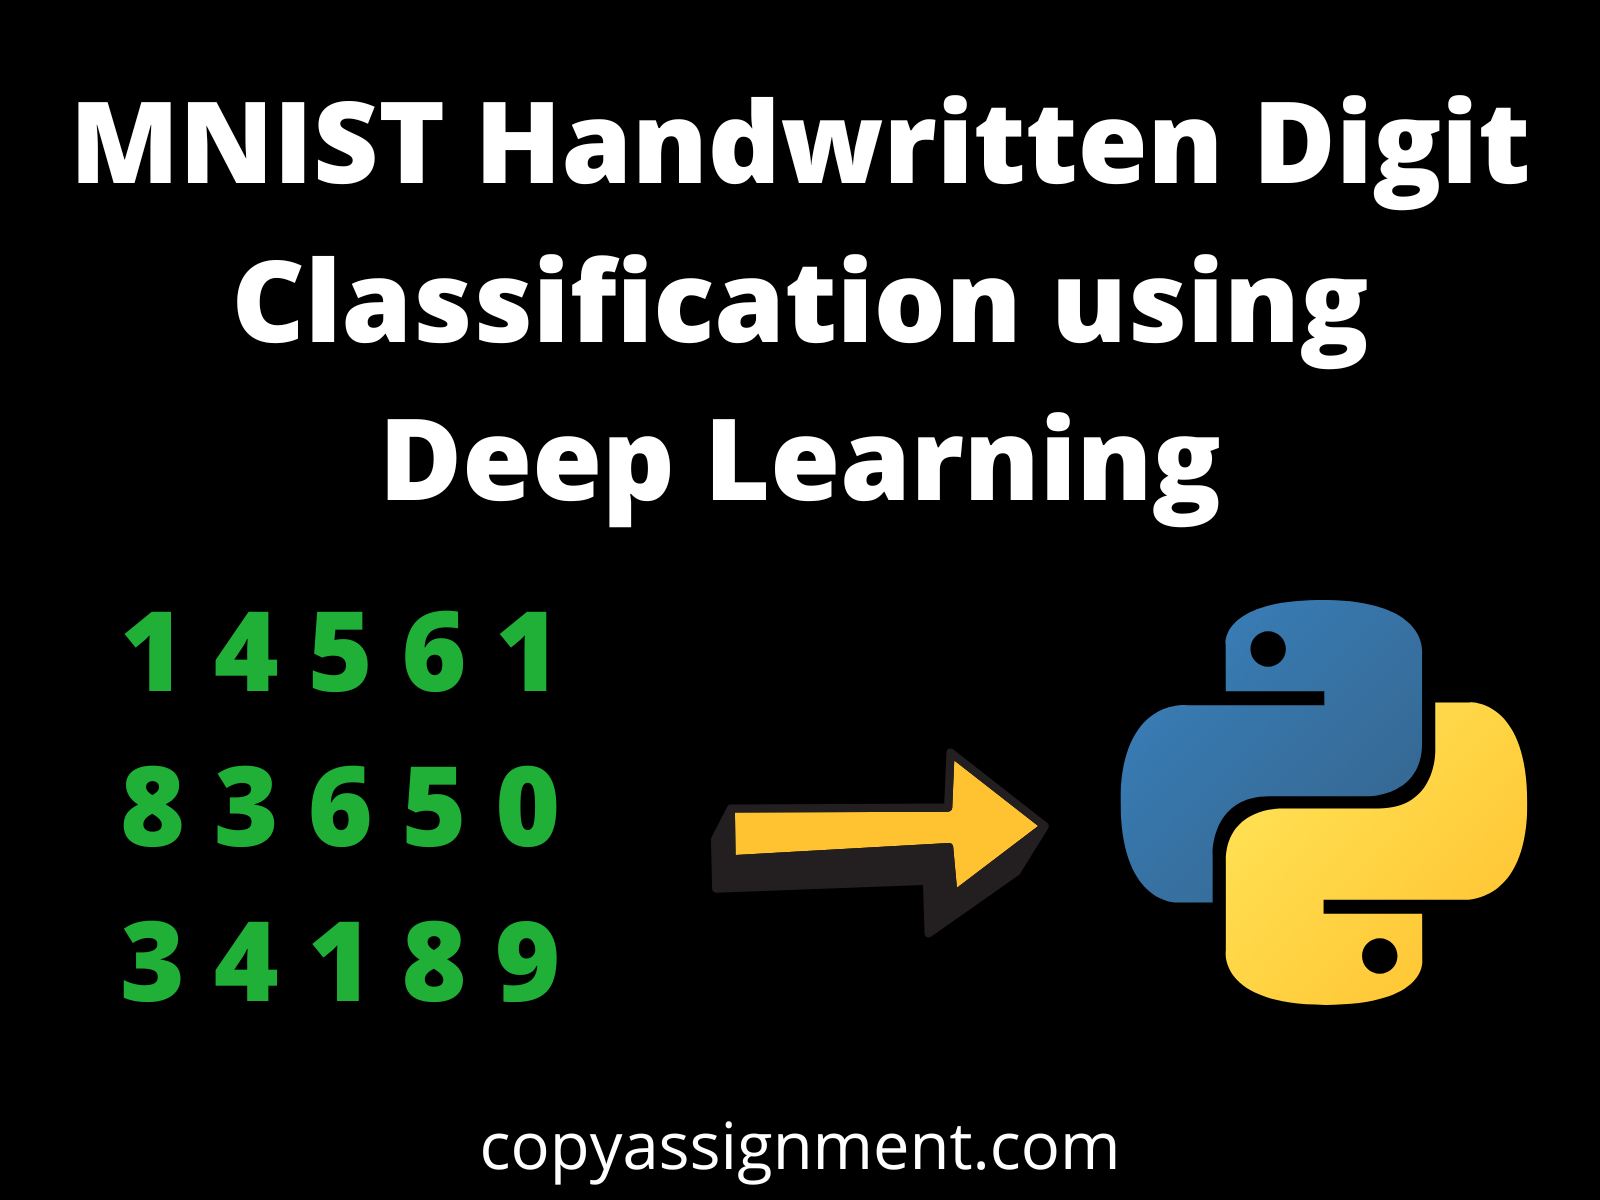 MNIST Handwritten Digit
Classification using
Deep Learning
1 4 5 6 1
8 3 6 5 0
3 4 1 8 9
copyassignment.com